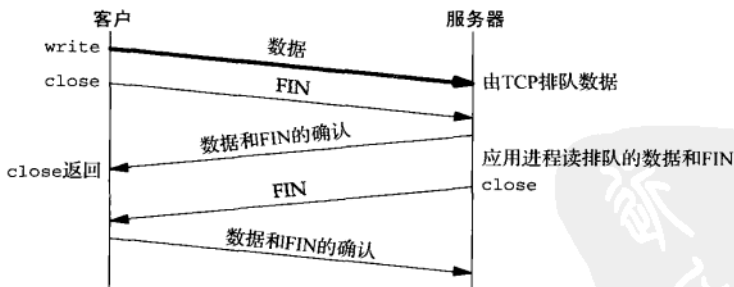 客户
服务器
write
数据
close
FIN
由TCP排队数据
数据和FIN的确认
close返回
应用进程读排队的数据和FIN
FIN
close
数据和FIN的确认